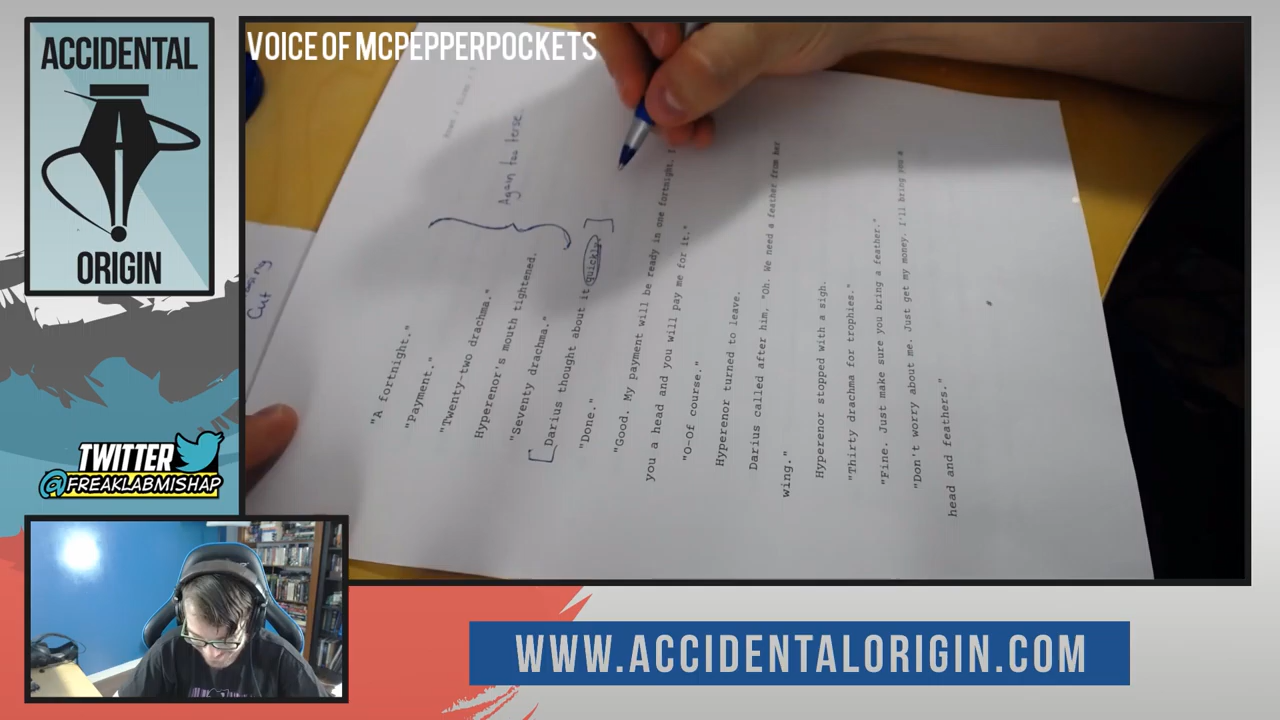 ACCIDENTAL
ORIGIN
VOICE OF MCPEPPERPOCKETS
Again too terse.
"A fortnight."
"Payment."
"Twenty-two drachma."
Hyperenor's mouth tightened.
"Seventy drachma."
[Darius thought about it quickly.]
"Done."
"Good. My payment will be ready in one fortnight. I
you a head and you will pay me for it."
"O-Of course."
Hyperenor turned to leave.
Darius called after him. "Oh. We need a feather from her
wing."
Hyperenor stopped with a sigh.
"Thirty drachma for trophies."
"Fine. Just make sure you bring a feather."
"Don't worry about me. Just get my money. I'll bring you a
head and feathers."
Cut
TWITTER
@FREAKLABMISHAP
WWW.ACCIDENTALORIGIN.COM